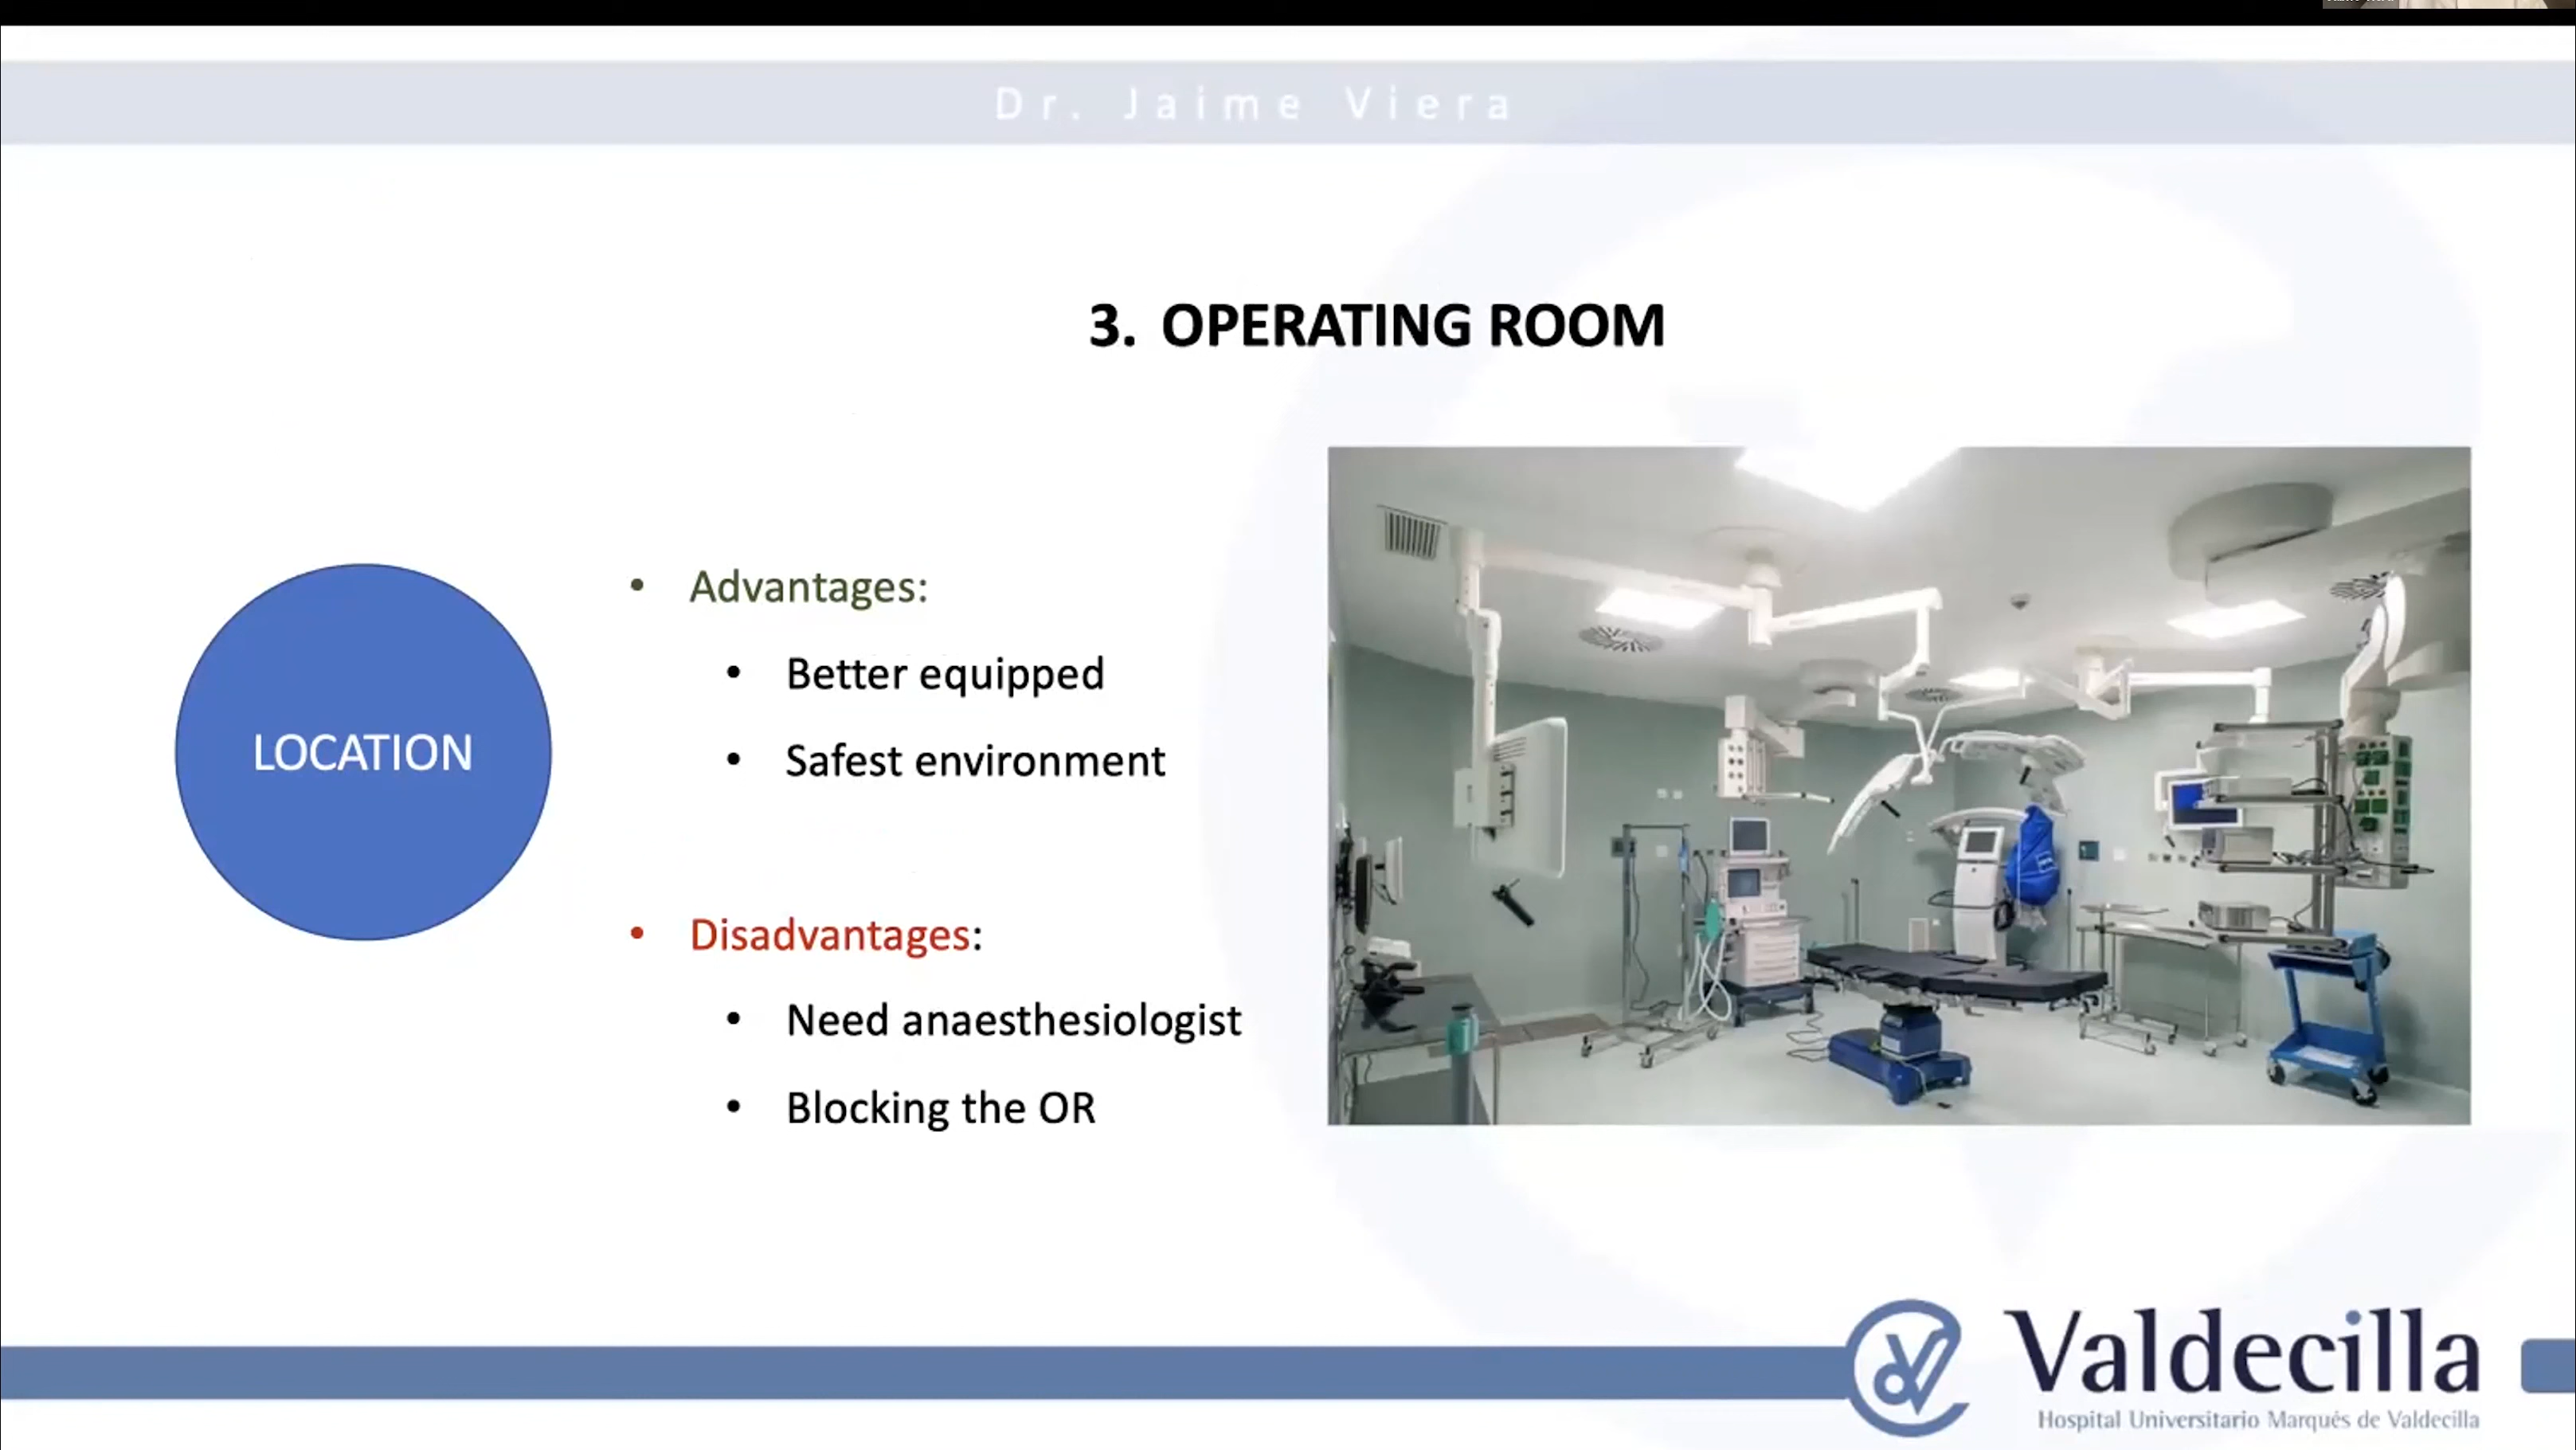 Dr. Jaime Viera
3. OPERATING ROOM
LOCATION
• Advantages:
• Better equipped
• Safest environment
• Disadvantages:
• Need anaesthesiologist
• Blocking the OR
Valdecilla
Hospital Universitario Marqués de Valdecilla